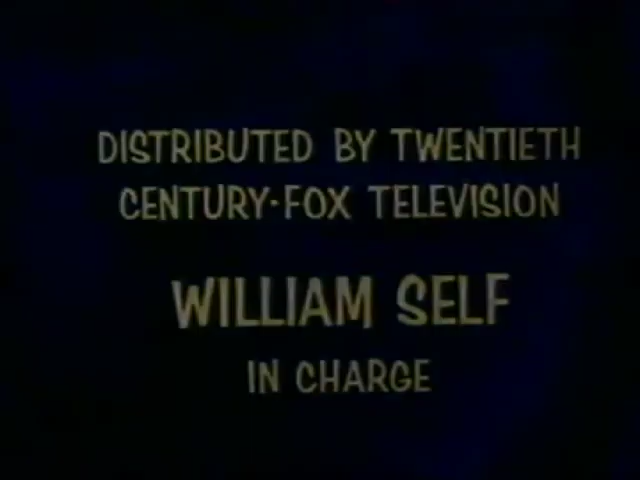 DISTRIBUTED BY TWENTIETH
CENTURY-FOX TELEVISION
WILLIAM SELF
IN CHARGE